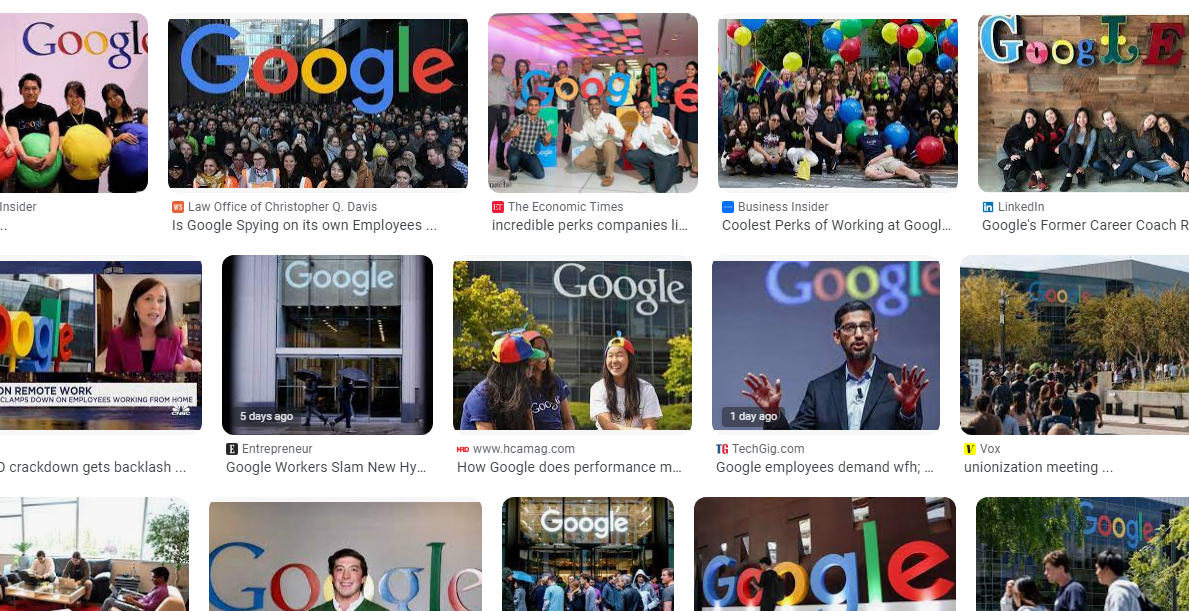 Google
Google
Google
GooglE
Insider
Law Office of Christopher Q. Davis
The Economic Times
Business Insider
LinkedIn
..
Is Google Spying on its own Employees ...
incredible perks companies li...
Coolest Perks of Working at Googl...
Google's Former Career Coach R
oogle
Google
Google
Google
Google
ON REMOTE WORK
CLAMPS DOWN ON EMPLOYEES WORKING FROM HOME
CNBC
5 days ago
1 day ago
Entrepreneur
www.hcamag.com
TechGig.com
Vox
O crackdown gets backlash ...
Google Workers Slam New Hy...
How Google does performance m...
Google employees demand wfh; ...
unionization meeting ...
Google
Google
Google
Google